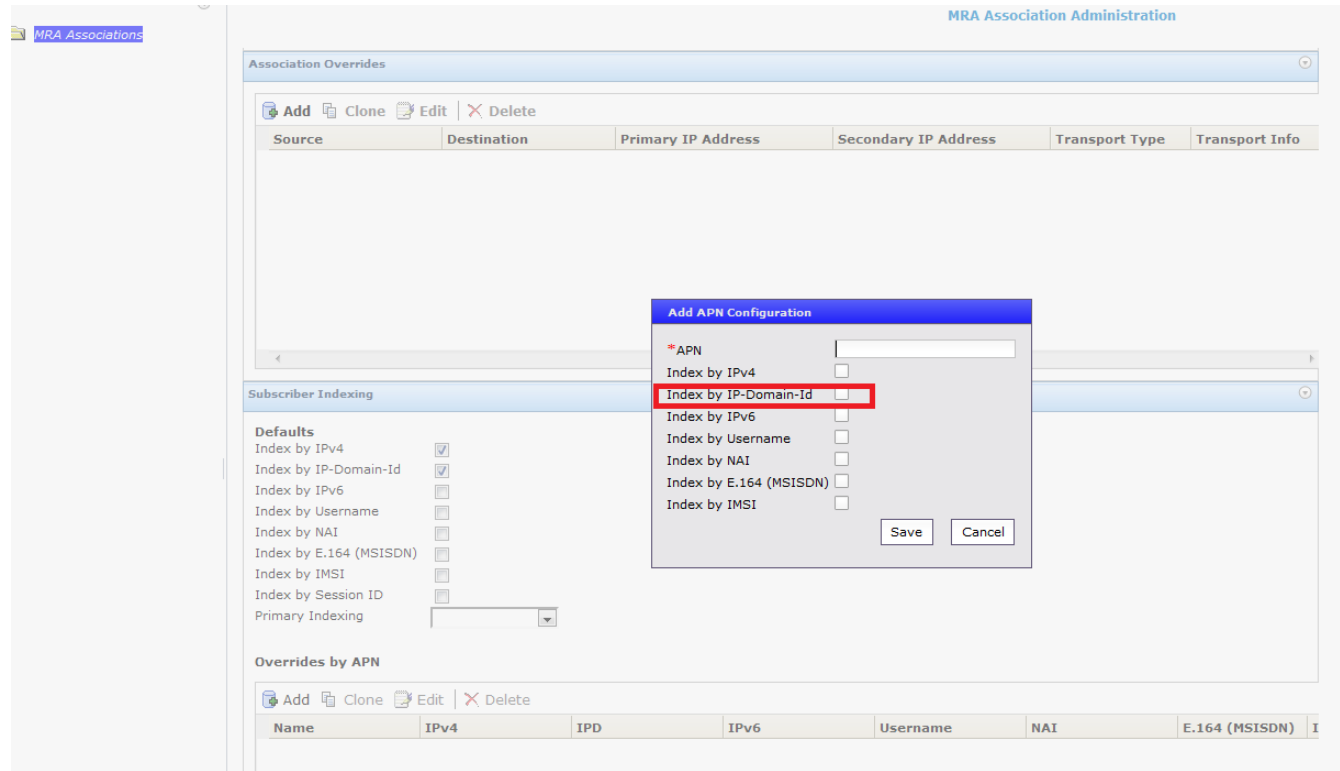 MRA Association Administration
MRA Associations
Association Overrides
Add Clone Edit Delete
Source Destination Primary IP Address Secondary IP Address Transport Type Transport Info
Add APN Configuration
*APN
Index by IPv4
Index by IP-Domain-Id
Index by IPv6
Index by Username
Index by NAI
Index by E.164 (MSISDN)
Index by IMSI
Save Cancel
Subscriber Indexing
Defaults
Index by IPv4
Index by IP-Domain-Id
Index by IPv6
Index by Username
Index by NAI
Index by E.164 (MSISDN)
Index by IMSI
Index by Session ID
Primary Indexing
Overrides by APN
Add Clone Edit Delete
Name IPv4 IPD IPv6 Username NAI E.164 (MSISDN)